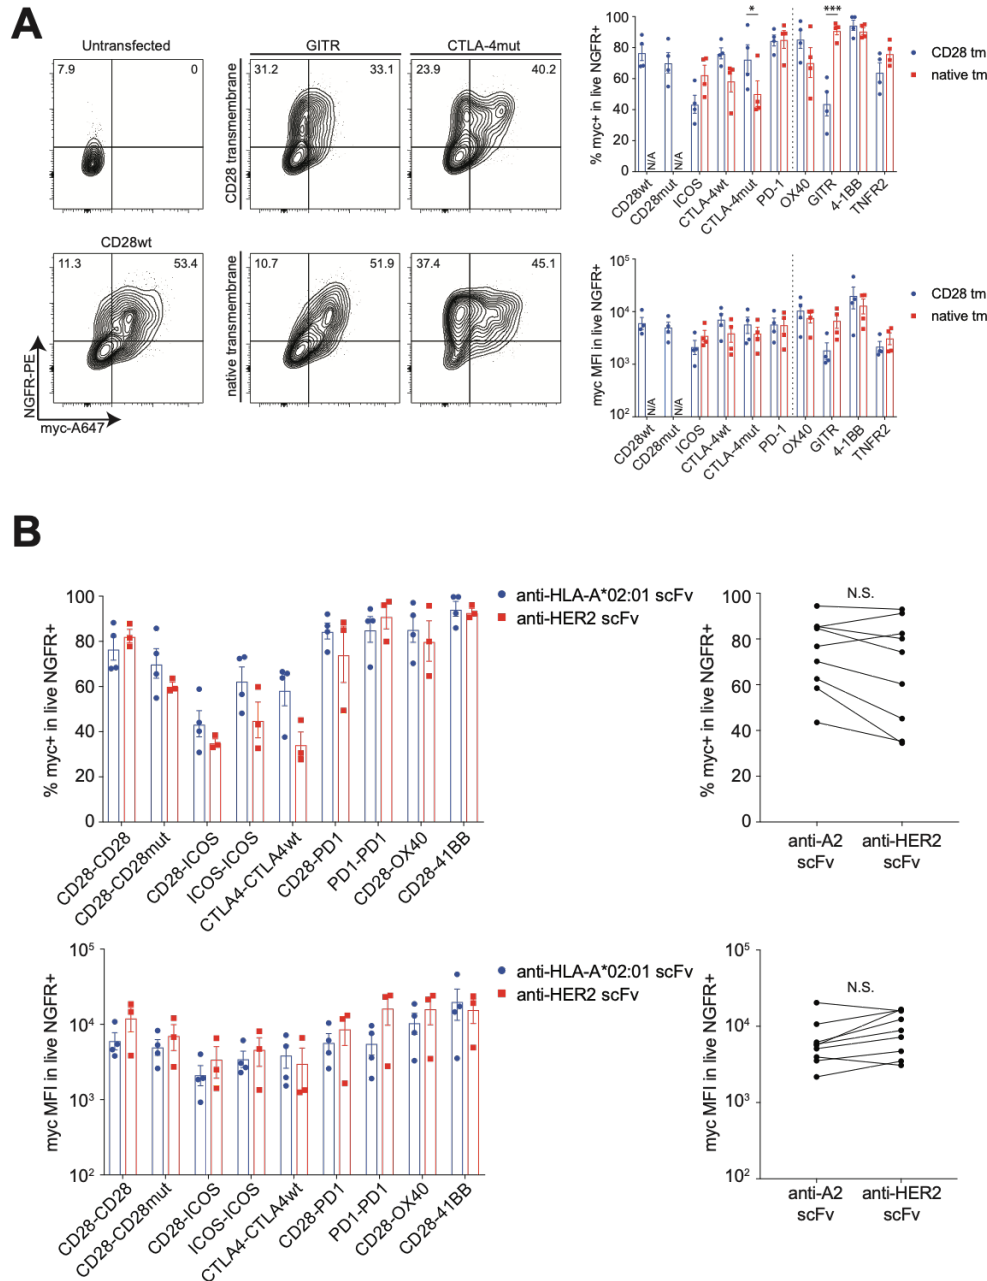 A
Untransfected
GITR
CTLA-4mut
7.9
0
31.2
33.1
23.9
40.2
CD28 transmembrane
CD28wt
11.3
53.4
10.7
51.9
37.4
45.1
native transmembrane
NGFR-PE
myc-A647
% myc+ in live NGFR+
100
80
60
40
20
0
*
***
N/A
N/A
CD28wt
CD28mut
ICOS
CTLA-4wt
CTLA-4mut
PD-1
OX40
GITR
4-1BB
TNFR2
CD28 tm
native tm
myc MFI in live NGFR+
10⁵
10⁴
10³
10²
N/A
N/A
CD28wt
CD28mut
ICOS
CTLA-4wt
CTLA-4mut
PD-1
OX40
GITR
4-1BB
TNFR2
CD28 tm
native tm
B
% myc+ in live NGFR+
100
80
60
40
20
0
CD28-CD28
CD28-CD28mut
CD28-ICOS
ICOS-ICOS
CTLA4-CTLA4wt
CD28-PD1
PD1-PD1
CD28-OX40
CD28-41BB
anti-HLA-A*02:01 scFv
anti-HER2 scFv
% myc+ in live NGFR+
100
80
60
40
20
0
N.S.
anti-A2
scFv
anti-HER2
scFv
myc MFI in live NGFR+
10⁵
10⁴
10³
10²
CD28-CD28
CD28-CD28mut
CD28-ICOS
ICOS-ICOS
CTLA4-CTLA4wt
CD28-PD1
PD1-PD1
CD28-OX40
CD28-41BB
anti-HLA-A*02:01 scFv
anti-HER2 scFv
myc MFI in live NGFR+
10⁵
10⁴
10³
10²
N.S.
anti-A2
scFv
anti-HER2
scFv